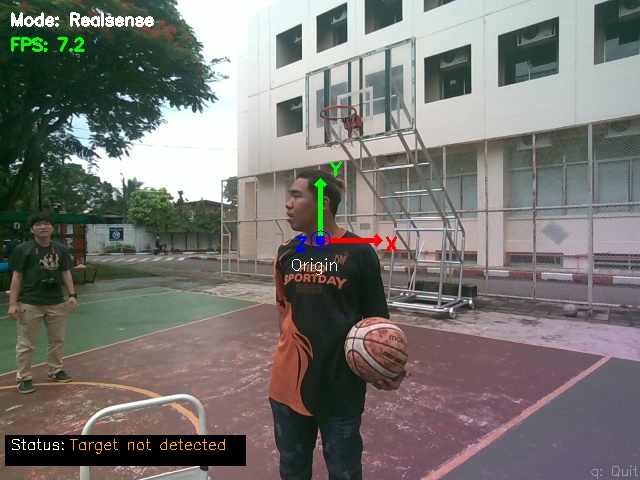 Mode: Realsense
FPS: 7.2
Y
Z
X
Origin
SPORTDAY
Status: Target not detected
q: Quit